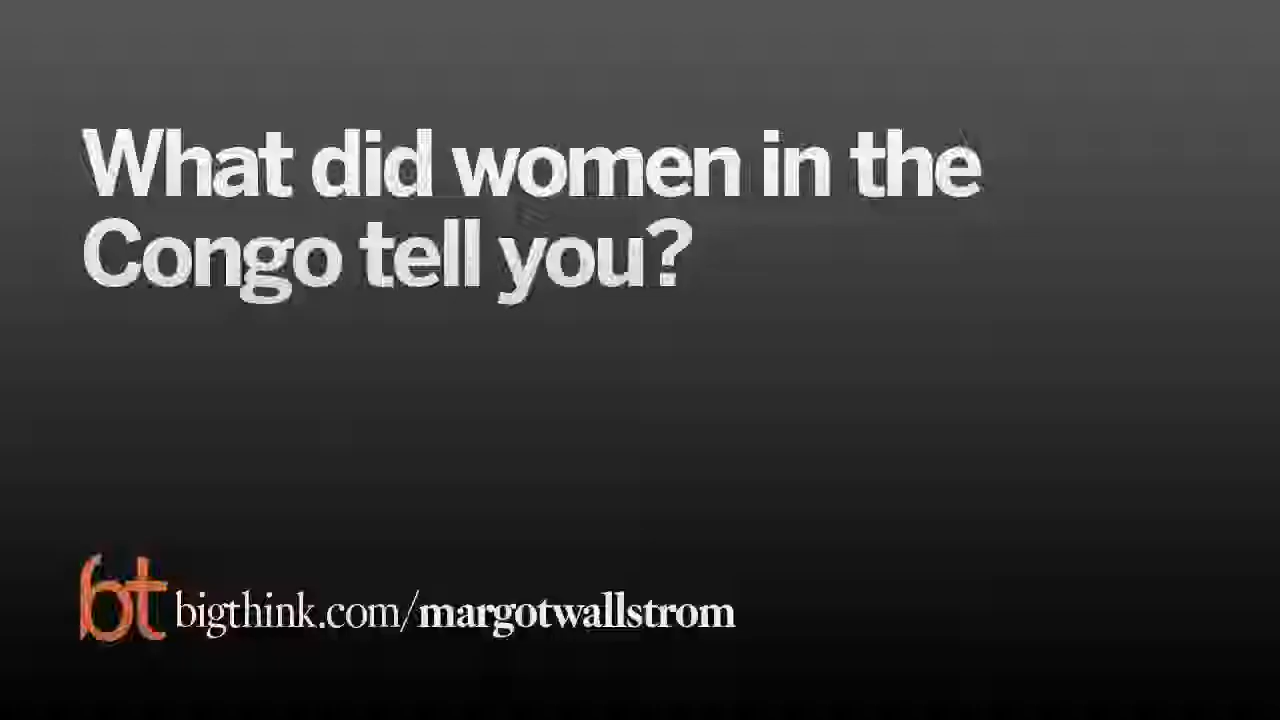 What did women in the
Congo tell you?
bt bigthink.com/margotwallstrom